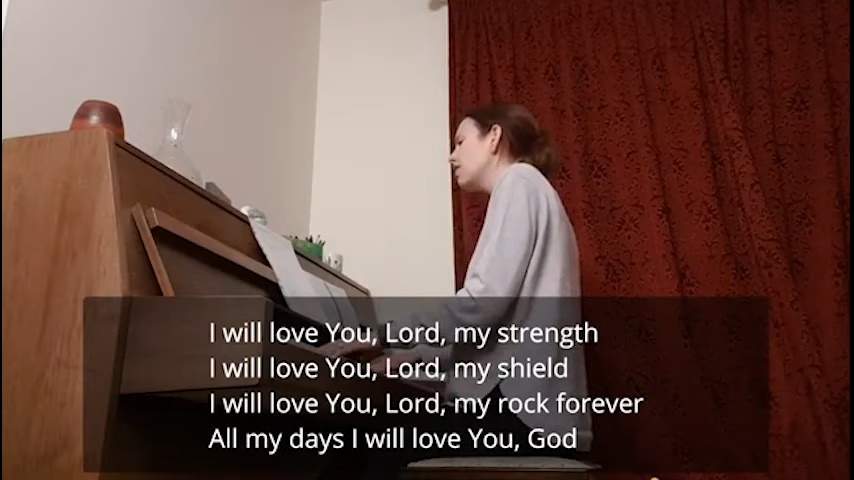 I will love You, Lord, my strength
I will love You, Lord, my shield
I will love You, Lord, my rock forever
All my days I will love You, God